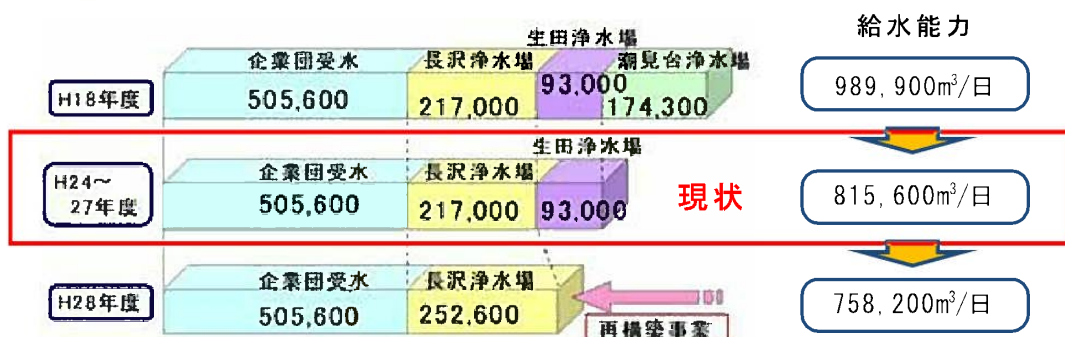 給水能力
生田浄水場
企業団受水 長沢浄水場 潮見台浄水場
H18年度 505,600 217,000 93,000 174,300 989,900m³/日
生田浄水場
企業団受水 長沢浄水場
H24～27年度 505,600 217,000 93,000 現状 815,600m³/日
企業団受水 長沢浄水場
H28年度 505,600 252,600 758,200m³/日
再構築事業